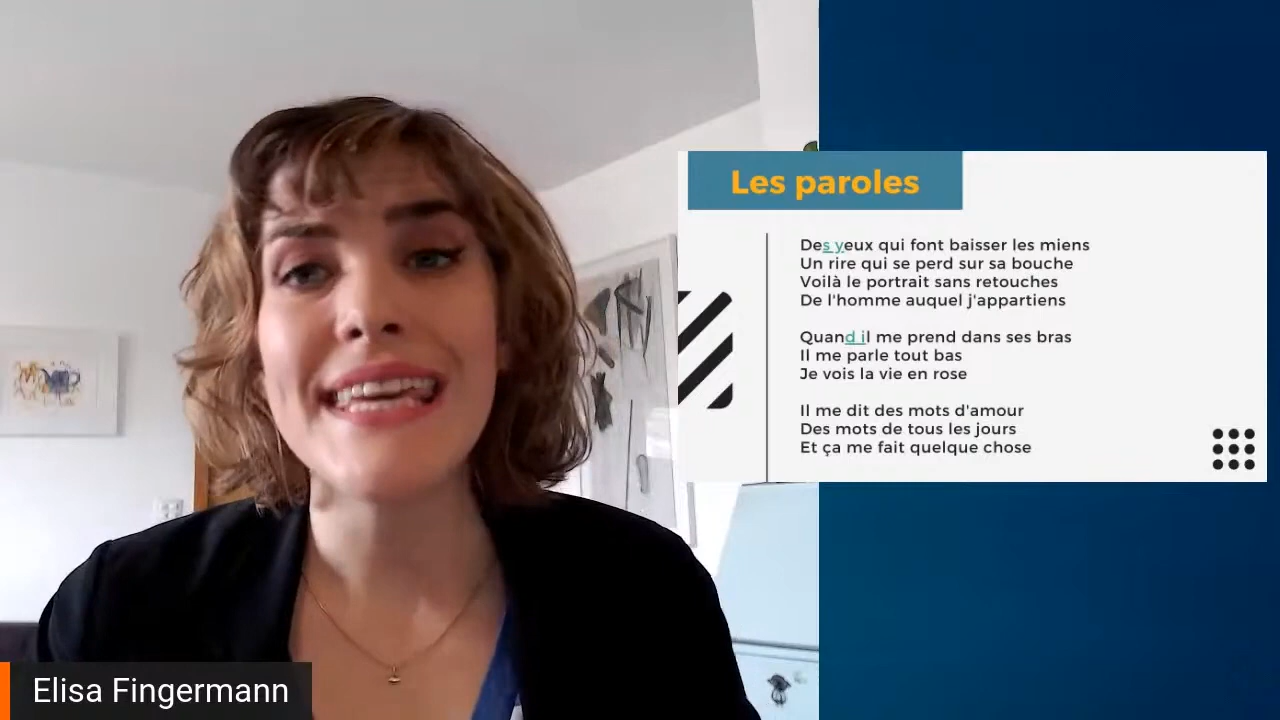 Les paroles
Des yeux qui font baisser les miens
Un rire qui se perd sur sa bouche
Voilà le portrait sans retouches
De l'homme auquel j'appartiens
Quand il me prend dans ses bras
Il me parle tout bas
Je vois la vie en rose
Il me dit des mots d'amour
Des mots de tous les jours
Et ça me fait quelque chose
Elisa Fingermann